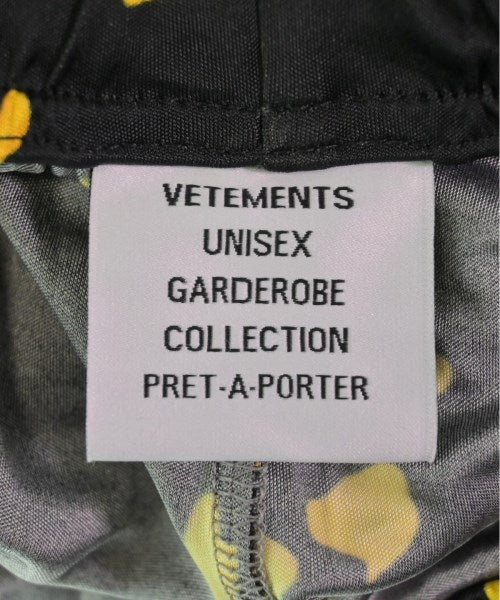 VETEMENTS
UNISEX
GARDEROBE
COLLECTION
PRET-A-PORTER